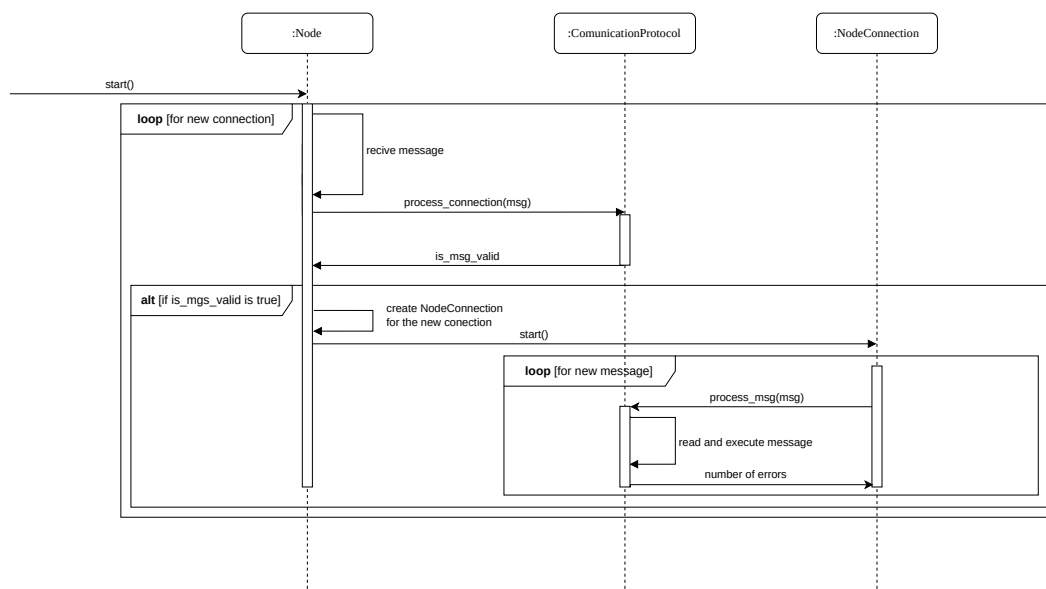 :Node
:ComunicationProtocol
:NodeConnection
start()
loop [for new connection]
recive message
process_connection(msg)
is_msg_valid
alt [if is_mgs_valid is true]
create NodeConnection
for the new conection
start()
loop [for new message]
process_msg(msg)
read and execute message
number of errors